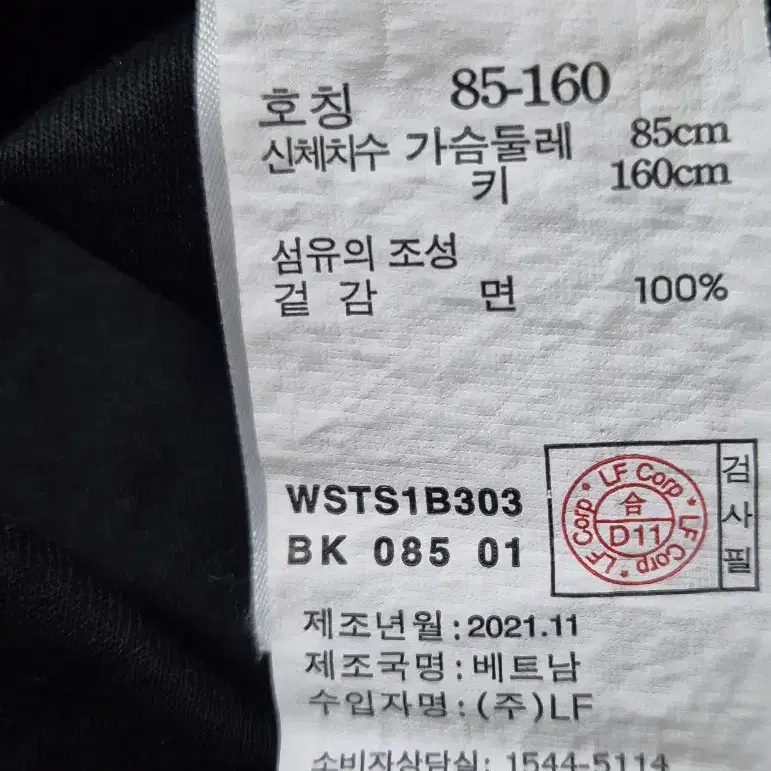 호칭 85-160
신체치수 가슴둘레 85cm
키 160cm
섬유의 조성
겉 감 면 100%
WSTS1B303
BK 085 01
LF Corp * LF Corp * LF Corp *
合
D11
검사필
제조년월 : 2021.11
제조국명 : 베트남
수입자명 : (주)LF
소비자상담실: 1544-5114